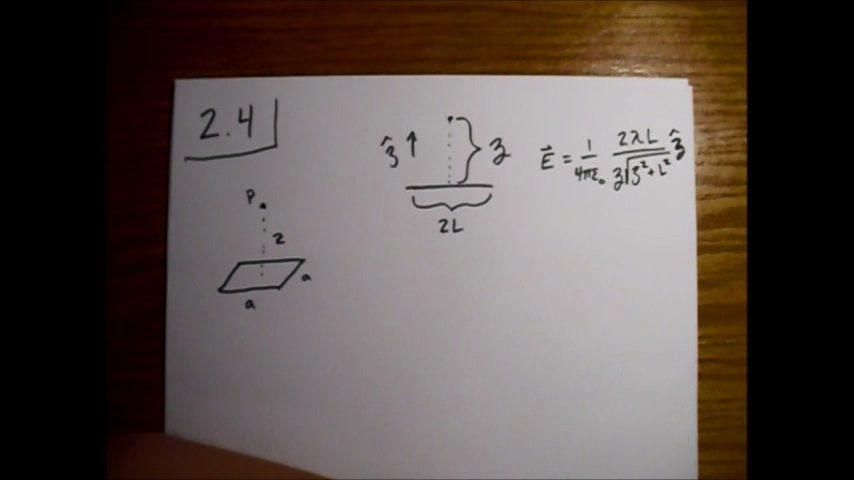 2.4
P
z
a
a
ẑ ↑
z
2L
E⃗ = 1/4πε₀ 2λL/z√z²+L² ẑ